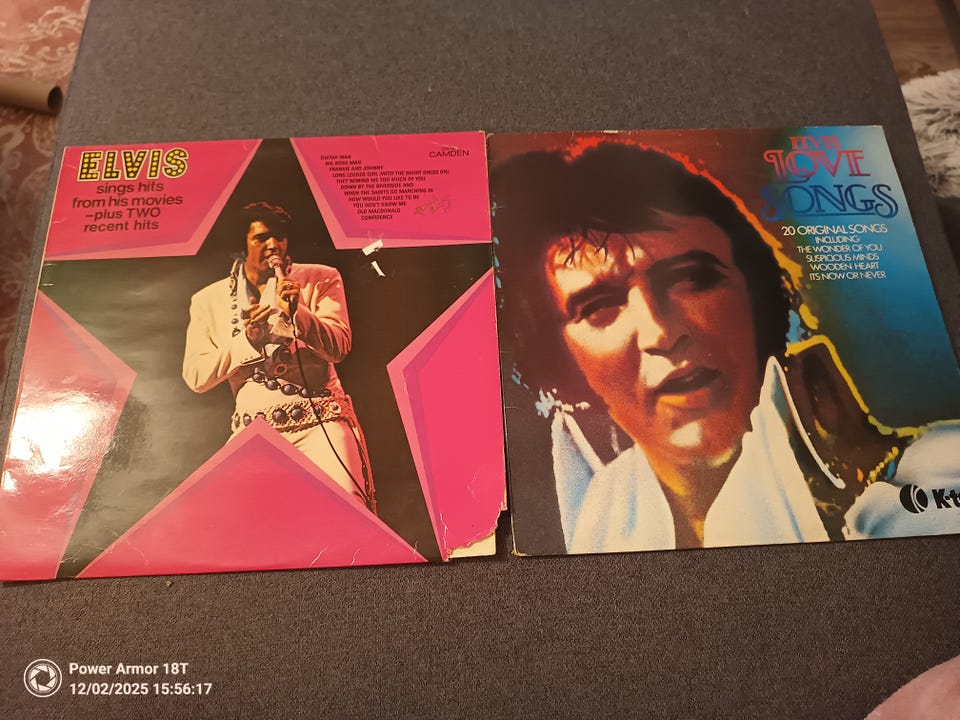 ELVIS
sings hits
from his movies
–plus TWO
recent hits
GUITAR MAN
BIG BOSS MAN
FRANKIE AND JOHNNY
LONG LEGGED GIRL (WITH THE SHORT DRESS ON)
THEY REMIND ME TOO MUCH OF YOU
DOWN BY THE RIVERSIDE AND
WHEN THE SAINTS GO MARCHING IN
HOW WOULD YOU LIKE TO BE
YOU DON'T KNOW ME
OLD MACDONALD
CONFIDENCE
CAMDEN
ELVIS
LOVE
SONGS
20 ORIGINAL SONGS
INCLUDING
THE WONDER OF YOU
SUSPICIOUS MINDS
WOODEN HEART
ITS NOW OR NEVER
K-t
Power Armor 18T
12/02/2025 15:56:17